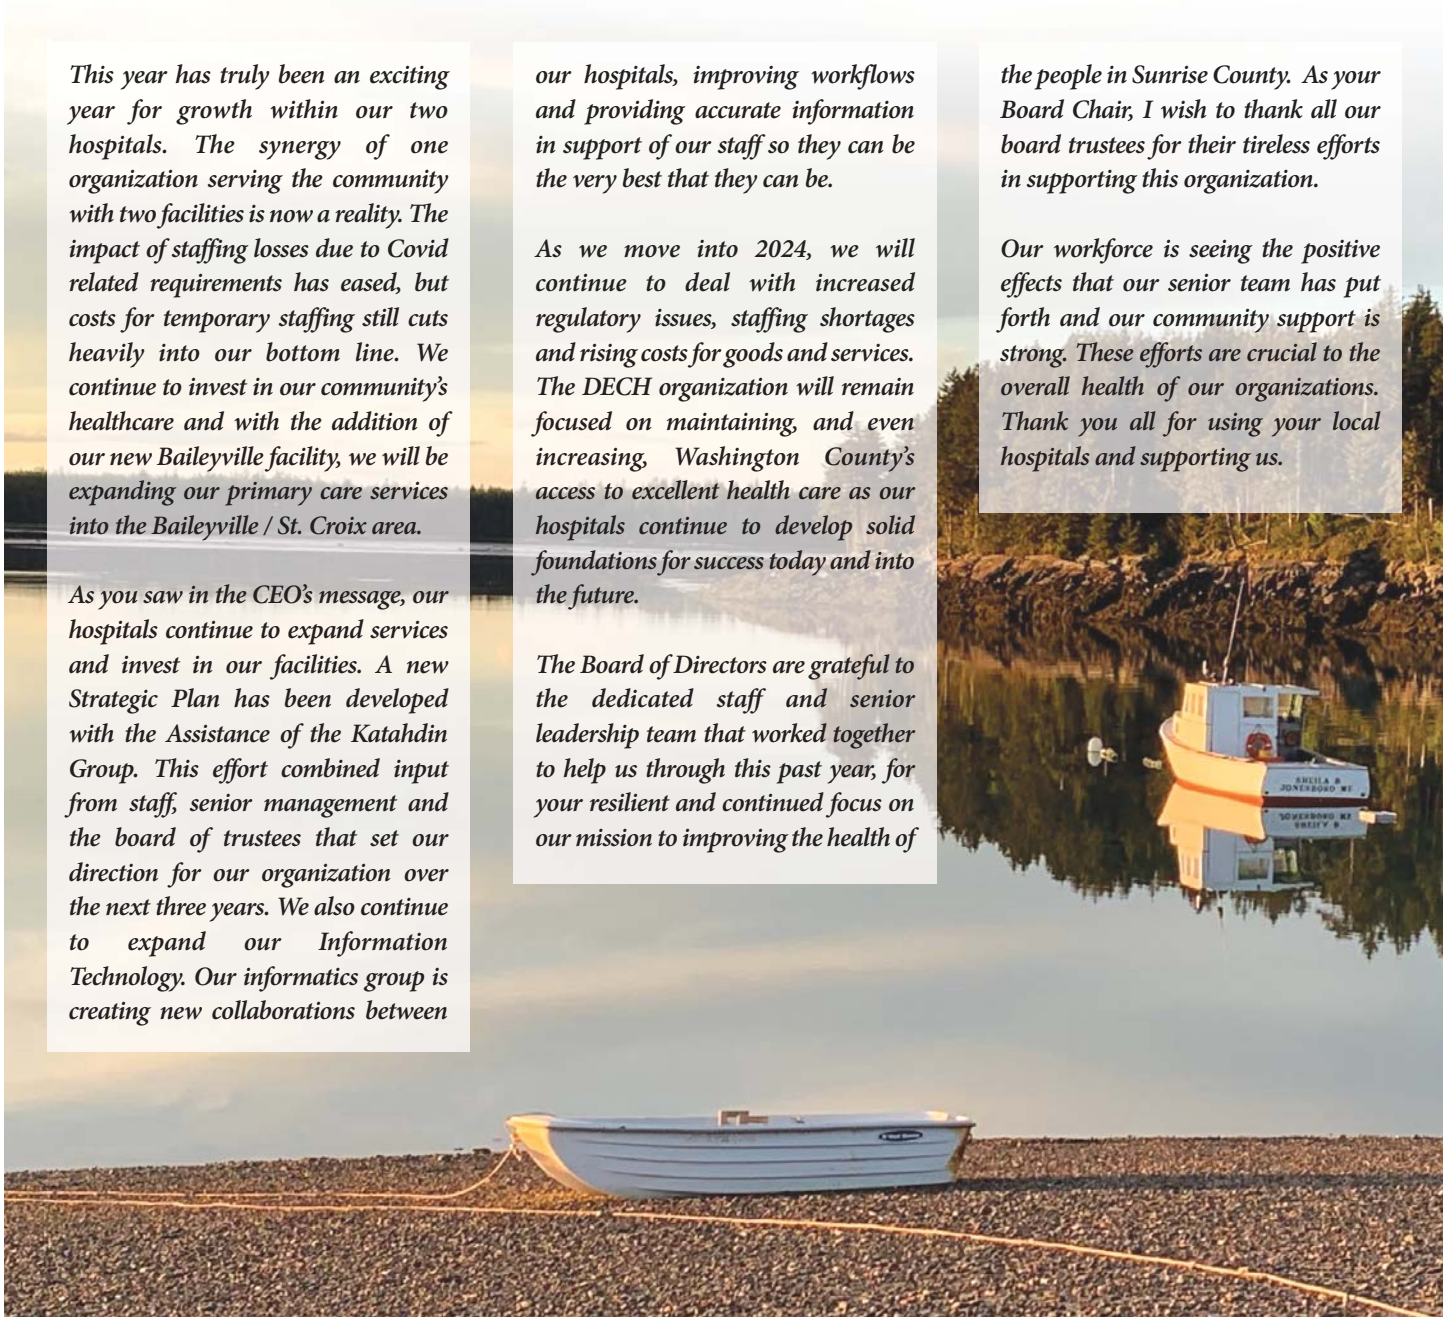 This year has truly been an exciting
year for growth within our two
hospitals. The synergy of one
organization serving the community
with two facilities is now a reality. The
impact of staffing losses due to Covid
related requirements has eased, but
costs for temporary staffing still cuts
heavily into our bottom line. We
continue to invest in our community's
healthcare and with the addition of
our new Baileyville facility, we will be
expanding our primary care services
into the Baileyville / St. Croix area.
As you saw in the CEO's message, our
hospitals continue to expand services
and invest in our facilities. A new
Strategic Plan has been developed
with the Assistance of the Katahdin
Group. This effort combined input
from staff, senior management and
the board of trustees that set our
direction for our organization over
the next three years. We also continue
to expand our Information
Technology. Our informatics group is
creating new collaborations between
our hospitals, improving workflows
and providing accurate information
in support of our staff so they can be
the very best that they can be.
As we move into 2024, we will
continue to deal with increased
regulatory issues, staffing shortages
and rising costs for goods and services.
The DECH organization will remain
focused on maintaining, and even
increasing, Washington County's
access to excellent health care as our
hospitals continue to develop solid
foundations for success today and into
the future.
The Board of Directors are grateful to
the dedicated staff and senior
leadership team that worked together
to help us through this past year, for
your resilient and continued focus on
our mission to improving the health of
the people in Sunrise County. As your
Board Chair, I wish to thank all our
board trustees for their tireless efforts
in supporting this organization.
Our workforce is seeing the positive
effects that our senior team has put
forth and our community support is
strong. These efforts are crucial to the
overall health of our organizations.
Thank you all for using your local
hospitals and supporting us.
SHEILA B
JONESBORO ME